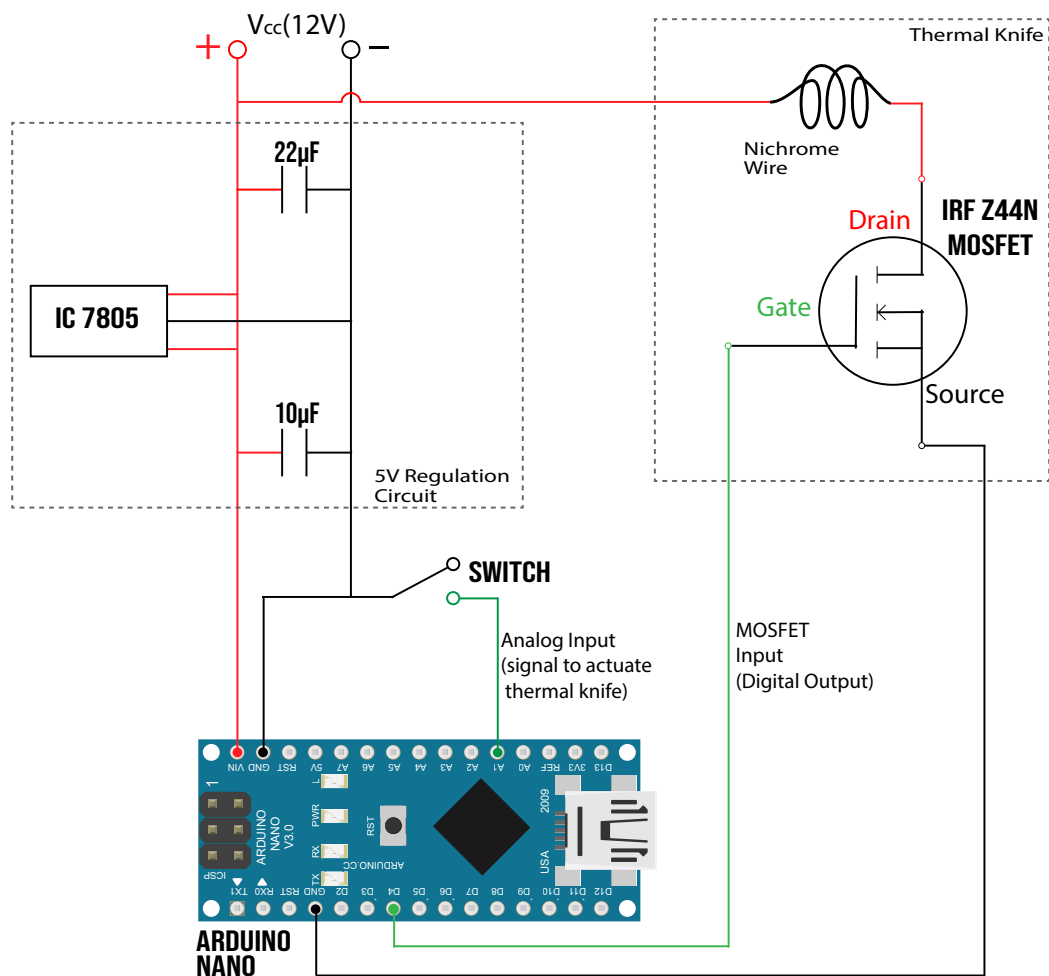 Vcc(12V)
+
−
Thermal Knife
22µF
Nichrome
Wire
IRF Z44N
MOSFET
Drain
IC 7805
Gate
Source
10µF
5V Regulation
Circuit
SWITCH
Analog Input
(signal to actuate
thermal knife)
MOSFET
Input
(Digital Output)
VIN GND RST 5V A7 A6 A5 A4 A3 A2 A1 A0 REF 3V3 D13
1
L
PWR
RX
TX
RST
2009
USA
ARDUINO
NANO
V3.0
ICSP
ARDUINO.CC
TX1 RX0 RST GND D2 D3 D4 D5 D6 D7 D8 D9 D10 D11 D12
ARDUINO
NANO